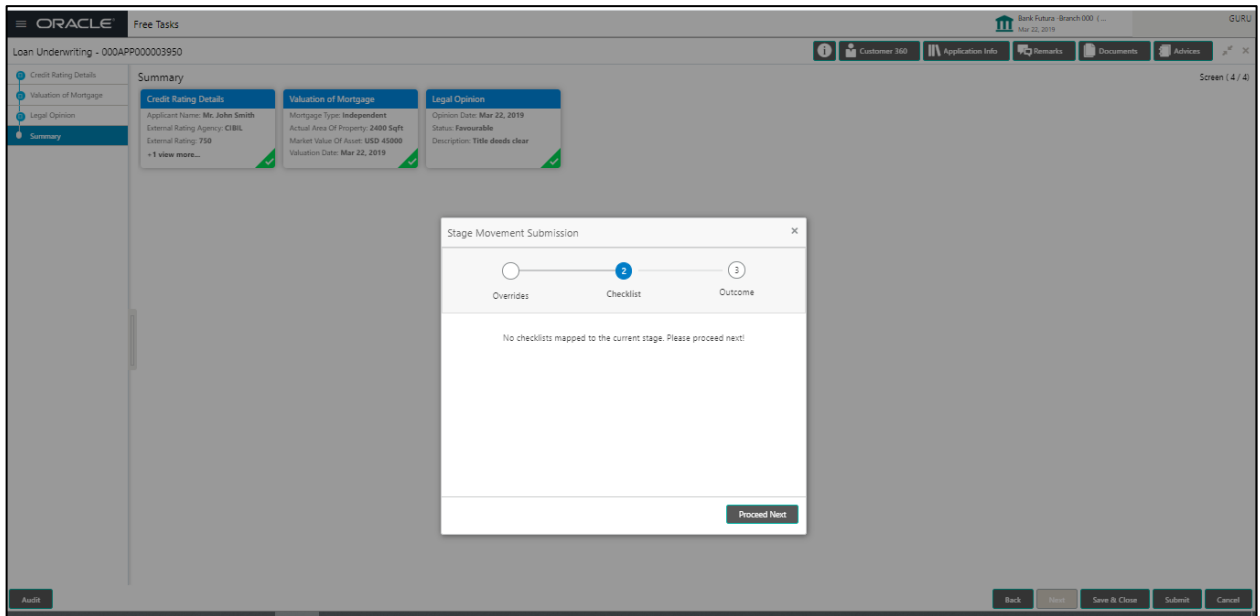 ORACLE
Free Tasks
Bank Futura -Branch 000 ( ...
Mar 22, 2019
GURU
Loan Underwriting - 000APP000003950
i
Customer 360
Application Info
Remarks
Documents
Advices
Credit Rating Details
Valuation of Mortgage
Legal Opinion
Summary
Summary
Screen ( 4 / 4)
Credit Rating Details
Applicant Name: Mr. John Smith
External Rating Agency: CIBIL
External Rating: 750
+1 view more...
Valuation of Mortgage
Mortgage Type: Independent
Actual Area Of Property: 2400 Sqft
Market Value Of Asset: USD 45000
Valuation Date: Mar 22, 2019
Legal Opinion
Opinion Date: Mar 22, 2019
Status: Favourable
Description: Title deeds clear
Stage Movement Submission
2
3
Overrides
Checklist
Outcome
No checklists mapped to the current stage. Please proceed next!
Proceed Next
Audit
Back
Next
Save & Close
Submit
Cancel